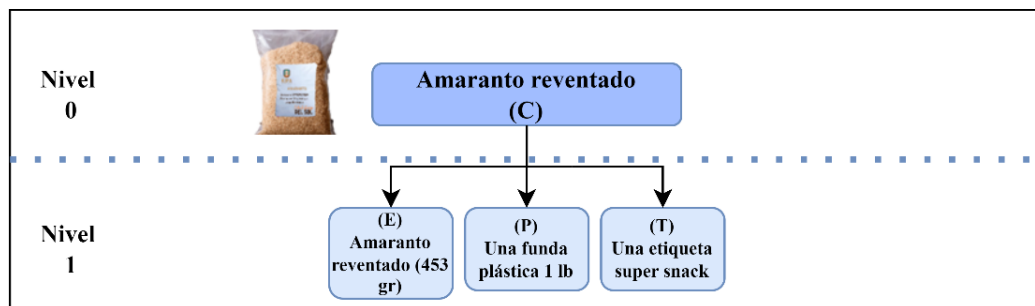 Nivel
0
Amaranto reventado
(C)
Nivel
1
(E)
Amaranto
reventado (453
gr)
(P)
Una funda
plástica 1 lb
(T)
Una etiqueta
super snack